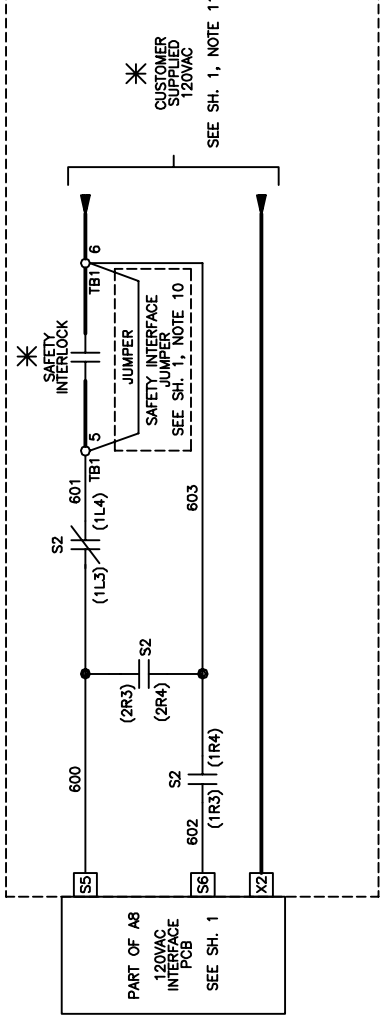 ✳
CUSTOMER
SUPPLIED
120VAC
SEE SH. 1, NOTE 1
✳
SAFETY
INTERLOCK
6
TB1
JUMPER
SAFETY INTERFACE
JUMPER
SEE SH. 1, NOTE 10
5
TB1
601
(1L4)
S2
(1L3)
603
S2
(2R3)
(2R4)
600
S2
(1R4)
(1R3)
602
S5
S6
X2
PART OF A8
120VAC
INTERFACE
PCB
SEE SH. 1